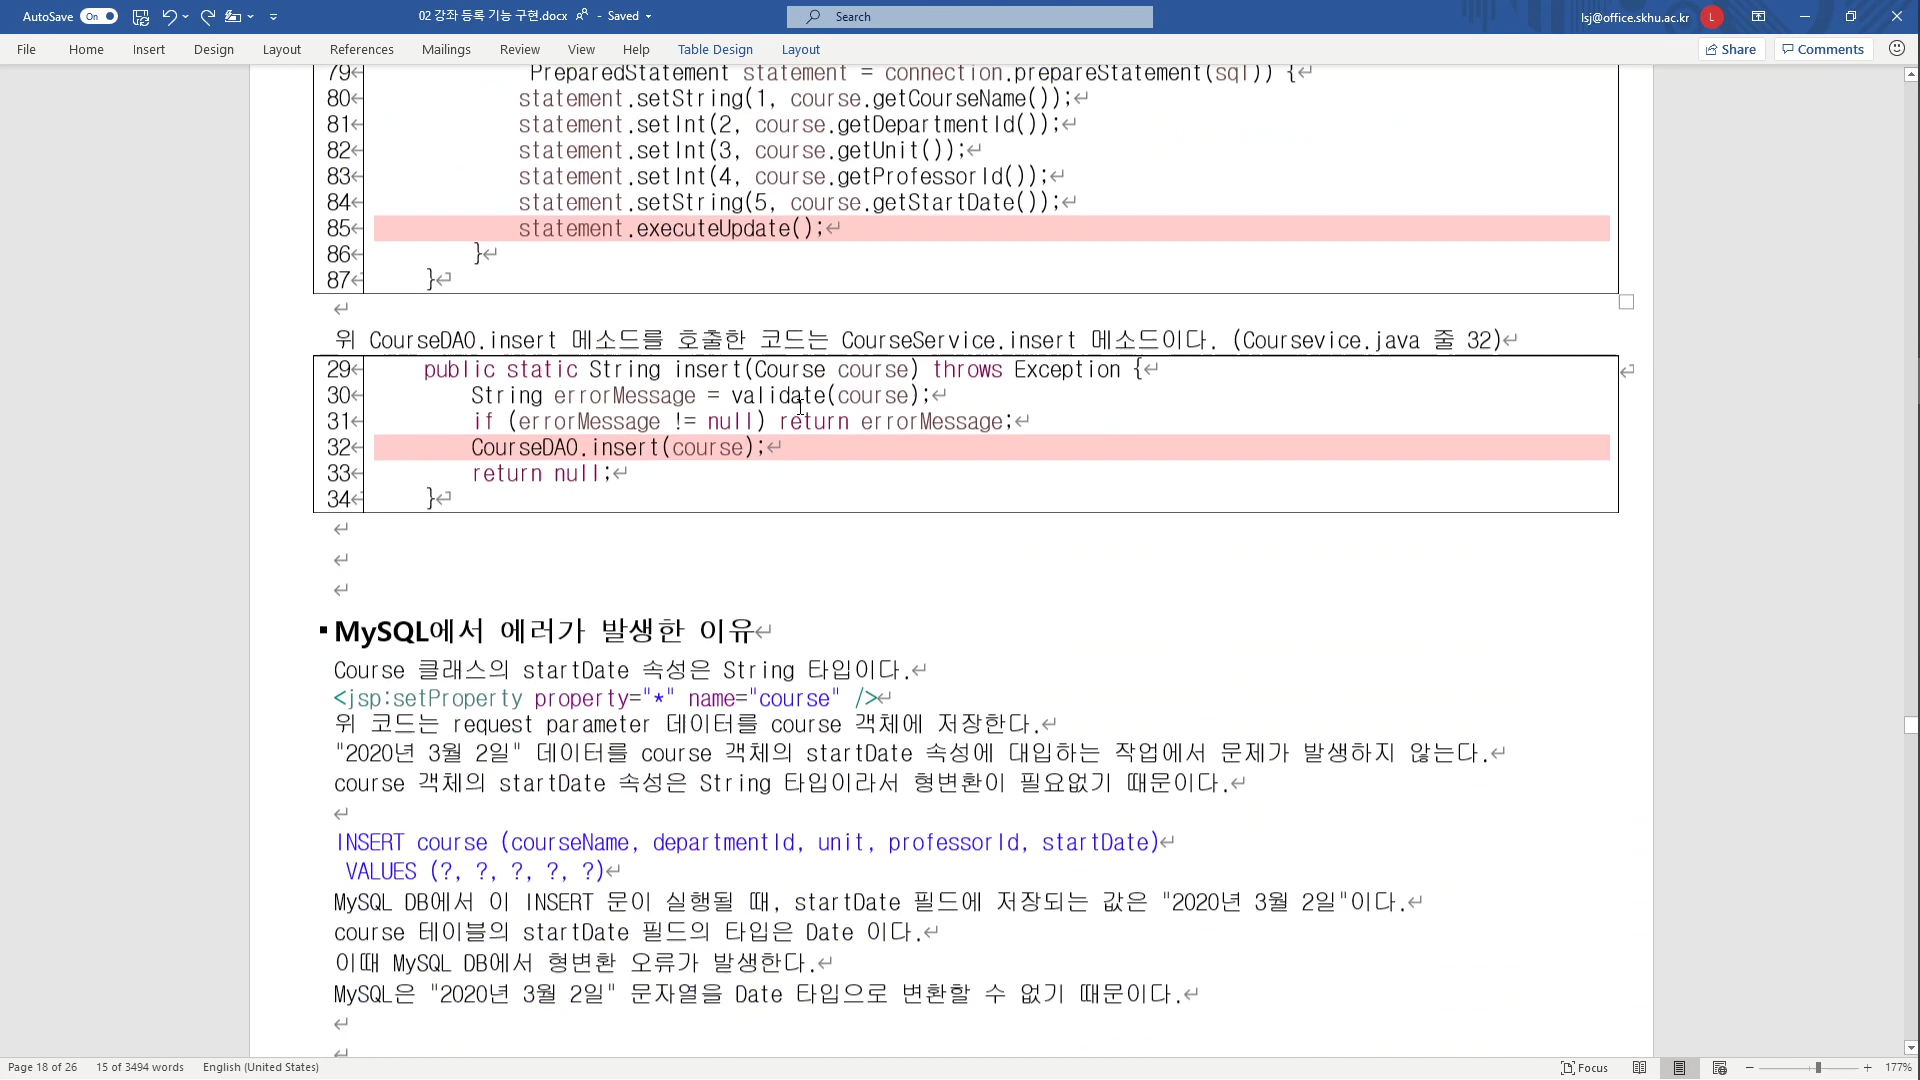 AutoSave On 02 강좌 등록 기능 구현.docx - Saved Search lsj@office.skhu.ac.kr L
File Home Insert Design Layout References Mailings Review View Help Table Design Layout Share Comments
79 PreparedStatement statement = connection.prepareStatement(sql)) {
80 statement.setString(1, course.getCourseName());
81 statement.setInt(2, course.getDepartmentId());
82 statement.setInt(3, course.getUnit());
83 statement.setInt(4, course.getProfessorId());
84 statement.setString(5, course.getStartDate());
85 statement.executeUpdate();
86 }
87 }
위 CourseDAO.insert 메소드를 호출한 코드는 CourseService.insert 메소드이다. (Coursevice.java 줄 32)
29 public static String insert(Course course) throws Exception {
30 String errorMessage = validate(course);
31 if (errorMessage != null) return errorMessage;
32 CourseDAO.insert(course);
33 return null;
34 }
▪ MySQL에서 에러가 발생한 이유
Course 클래스의 startDate 속성은 String 타입이다.
<jsp:setProperty property="*" name="course" />
위 코드는 request parameter 데이터를 course 객체에 저장한다.
"2020년 3월 2일" 데이터를 course 객체의 startDate 속성에 대입하는 작업에서 문제가 발생하지 않는다.
course 객체의 startDate 속성은 String 타입이라서 형변환이 필요없기 때문이다.
INSERT course (courseName, departmentId, unit, professorId, startDate)
VALUES (?, ?, ?, ?, ?)
MySQL DB에서 이 INSERT 문이 실행될 때, startDate 필드에 저장되는 값은 "2020년 3월 2일"이다.
course 테이블의 startDate 필드의 타입은 Date 이다.
이때 MySQL DB에서 형변환 오류가 발생한다.
MySQL은 "2020년 3월 2일" 문자열을 Date 타입으로 변환할 수 없기 때문이다.
Page 18 of 26 15 of 3494 words English (United States) Focus 177%